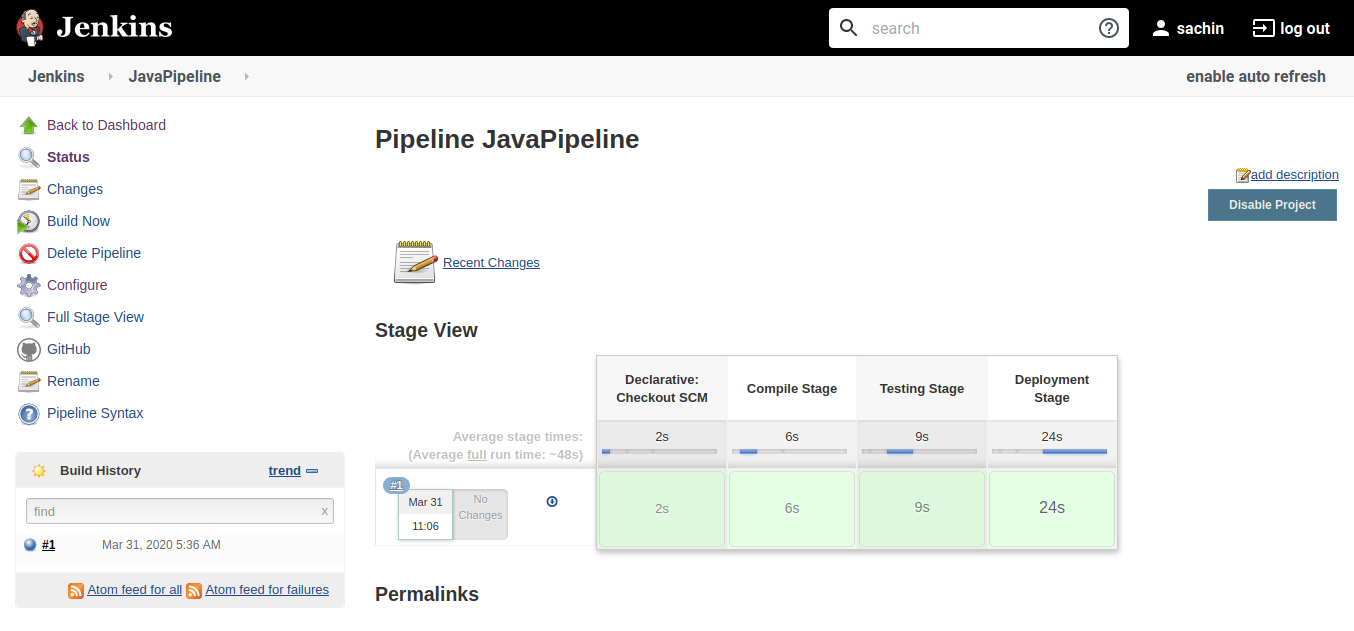 Jenkins
search
sachin
log out
Jenkins
JavaPipeline
enable auto refresh
Back to Dashboard
Status
Changes
Build Now
Delete Pipeline
Configure
Full Stage View
GitHub
Rename
Pipeline Syntax
Build History
trend
find
x
#1
Mar 31, 2020 5:36 AM
Atom feed for all
Atom feed for failures
Pipeline JavaPipeline
add description
Disable Project
Recent Changes
Stage View
Declarative:
Checkout SCM
Compile Stage
Testing Stage
Deployment
Stage
Average stage times:
(Average full run time: ~48s)
2s
6s
9s
24s
#1
Mar 31
11:06
No
Changes
2s
6s
9s
24s
Permalinks